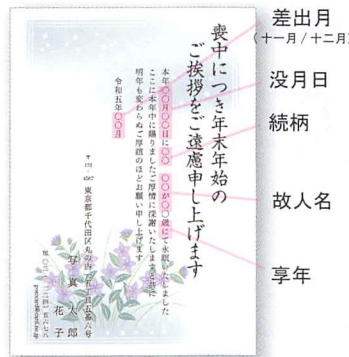 喪中につき年末年始の
ご挨拶をご遠慮申し上げます
本年〇〇月〇〇日に〇〇 〇〇が〇〇歳にて永眠いたしました
ここに本年中に賜りましたご厚情に深謝いたしますと共に
明年も変わらぬご厚誼のほどお願い申し上げます
令和五年〇〇月
東京都千代田区丸の内
写真太郎
花子
差出月
(十一月/十二月)
没月日
続柄
故人名
享年